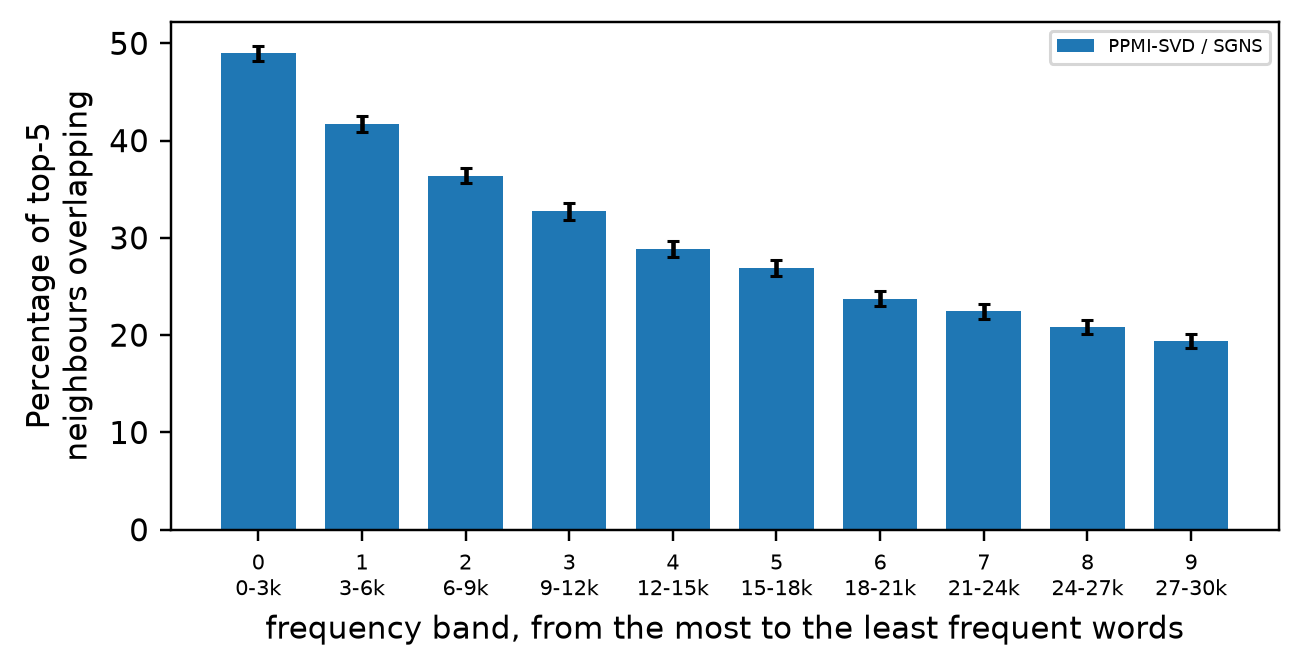 PPMI-SVD / SGNS
Percentage of top-5
neighbours overlapping
50
40
30
20
10
0
0 1 2 3 4 5 6 7 8 9
0-3k 3-6k 6-9k 9-12k 12-15k 15-18k 18-21k 21-24k 24-27k 27-30k
frequency band, from the most to the least frequent words